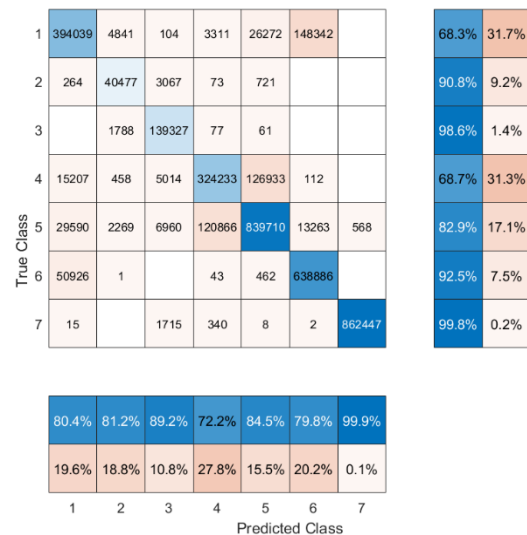 1 394039 4841 104 3311 26272 148342 68.3% 31.7%
2 264 40477 3067 73 721 90.8% 9.2%
3 1788 139327 77 61 98.6% 1.4%
4 15207 458 5014 324233 126933 112 68.7% 31.3%
5 29590 2269 6960 120866 839710 13263 568 82.9% 17.1%
6 50926 1 43 462 638886 92.5% 7.5%
7 15 1715 340 8 2 862447 99.8% 0.2%
True Class
80.4% 81.2% 89.2% 72.2% 84.5% 79.8% 99.9%
19.6% 18.8% 10.8% 27.8% 15.5% 20.2% 0.1%
1 2 3 4 5 6 7
Predicted Class